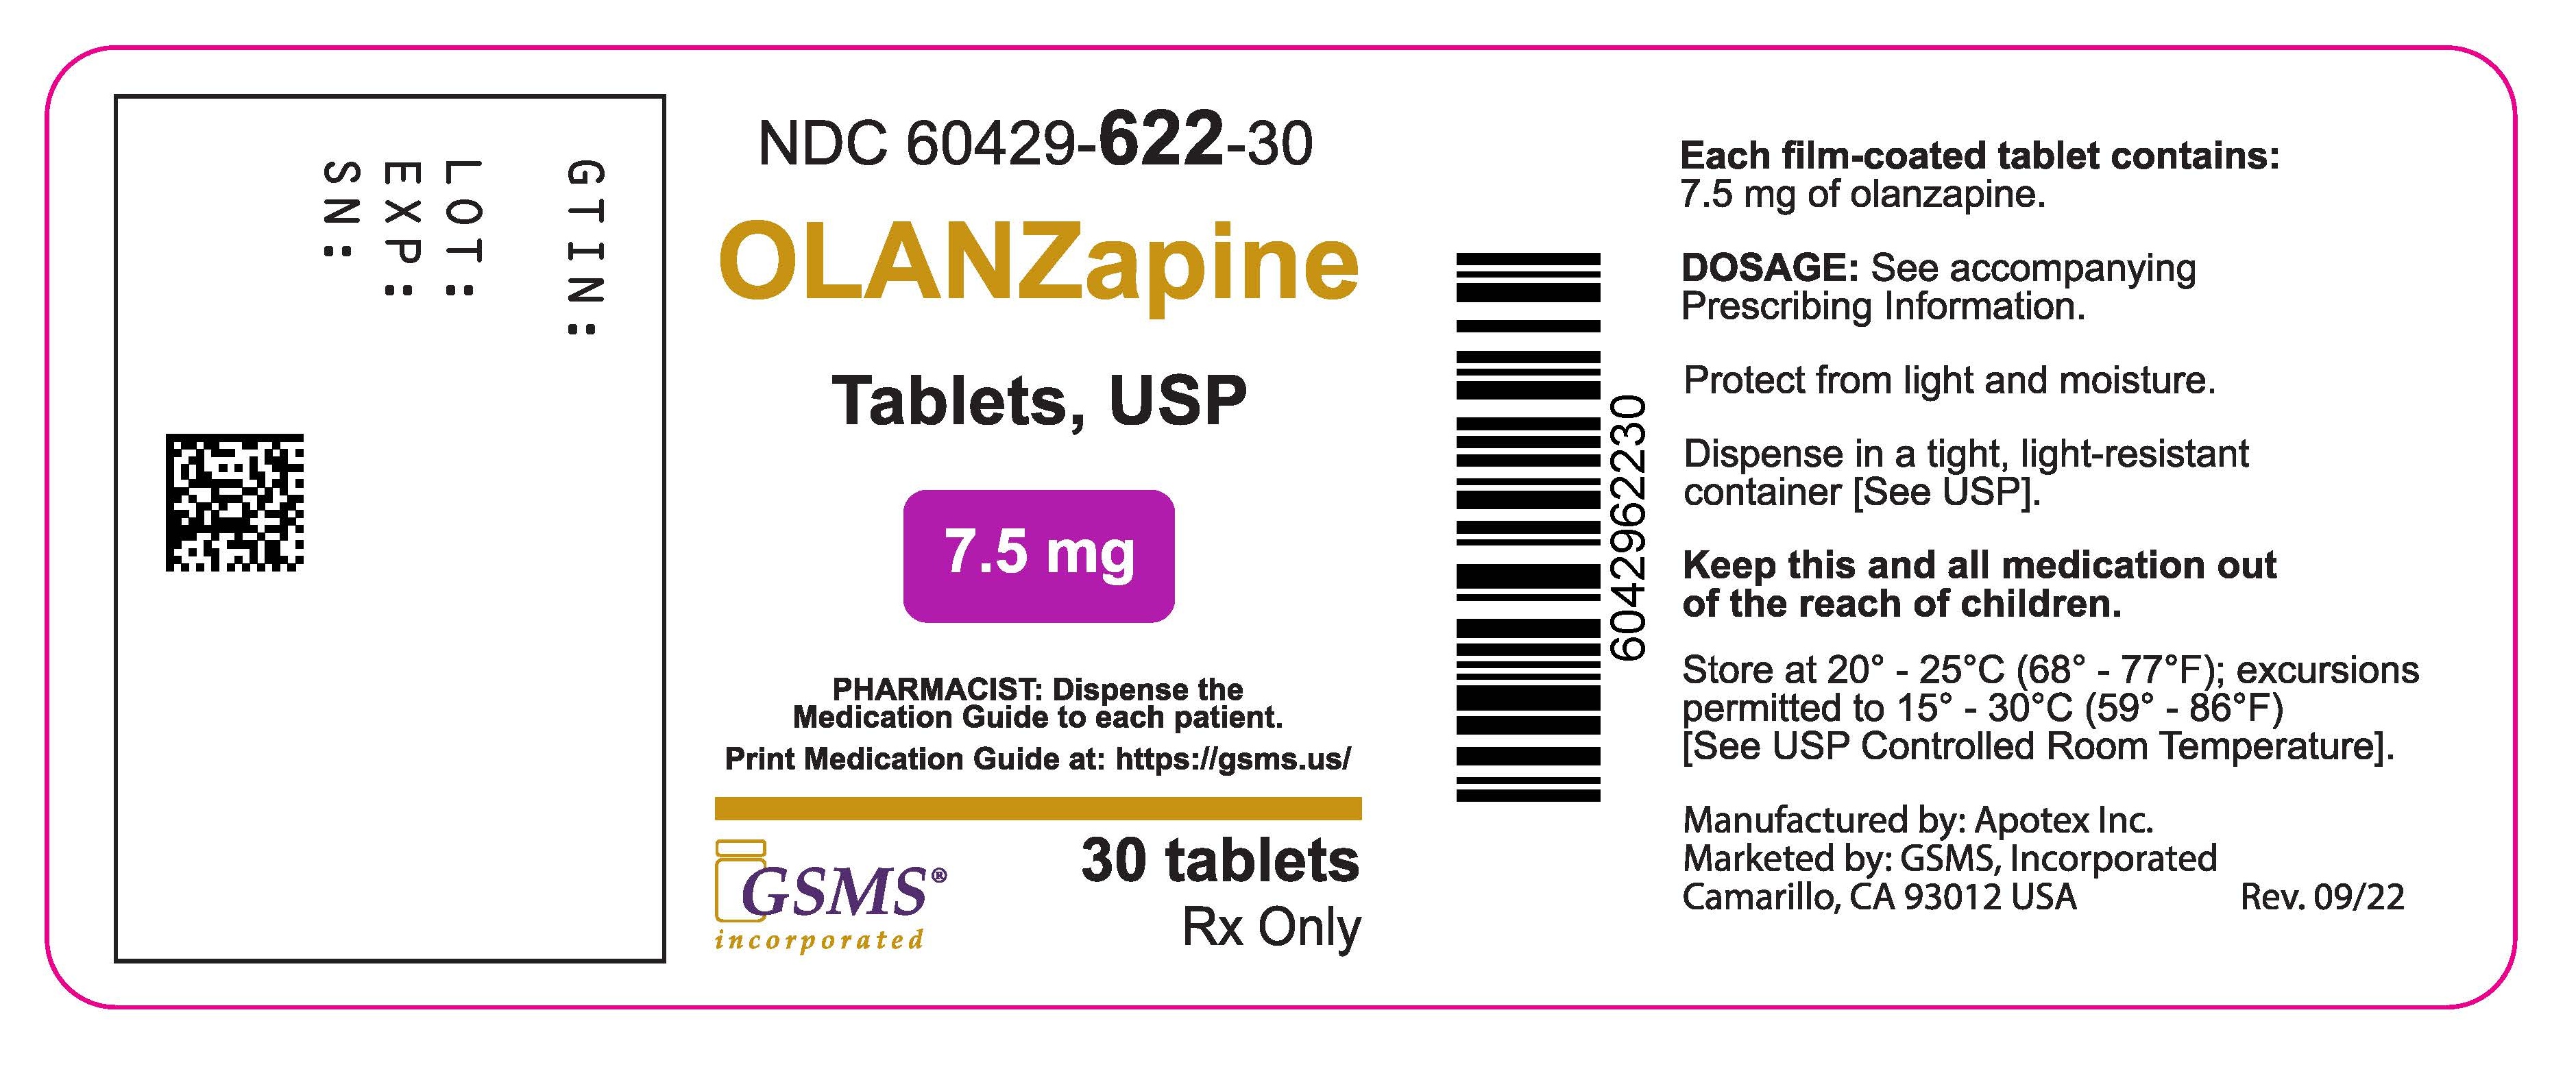 GTIN:
LOT:
EXP:
SN:
NDC 60429-622-30
OLANZapine
Tablets, USP
7.5 mg
PHARMACIST: Dispense the
Medication Guide to each patient.
Print Medication Guide at: https://gsms.us/
GSMS®
incorporated
30 tablets
Rx Only
6042962230
Each film-coated tablet contains:
7.5 mg of olanzapine.
DOSAGE: See accompanying
Prescribing Information.
Protect from light and moisture.
Dispense in a tight, light-resistant
container [See USP].
Keep this and all medication out
of the reach of children.
Store at 20° - 25°C (68° - 77°F); excursions
permitted to 15° - 30°C (59° - 86°F)
[See USP Controlled Room Temperature].
Manufactured by: Apotex Inc.
Marketed by: GSMS, Incorporated
Camarillo, CA 93012 USA Rev. 09/22